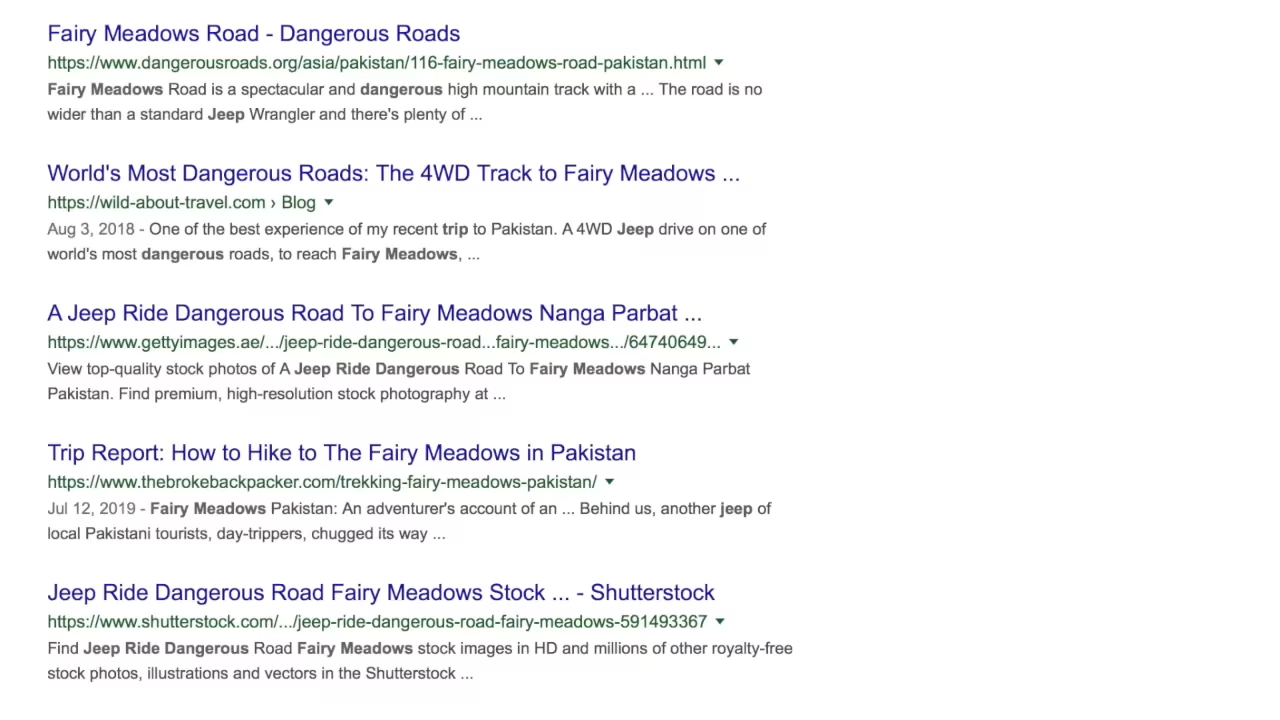 Fairy Meadows Road - Dangerous Roads
https://www.dangerousroads.org/asia/pakistan/116-fairy-meadows-road-pakistan.html
Fairy Meadows Road is a spectacular and dangerous high mountain track with a ... The road is no
wider than a standard Jeep Wrangler and there's plenty of ...
World's Most Dangerous Roads: The 4WD Track to Fairy Meadows ...
https://wild-about-travel.com › Blog
Aug 3, 2018 - One of the best experience of my recent trip to Pakistan. A 4WD Jeep drive on one of
world's most dangerous roads, to reach Fairy Meadows, ...
A Jeep Ride Dangerous Road To Fairy Meadows Nanga Parbat ...
https://www.gettyimages.ae/.../jeep-ride-dangerous-road...fairy-meadows.../64740649...
View top-quality stock photos of A Jeep Ride Dangerous Road To Fairy Meadows Nanga Parbat
Pakistan. Find premium, high-resolution stock photography at ...
Trip Report: How to Hike to The Fairy Meadows in Pakistan
https://www.thebrokebackpacker.com/trekking-fairy-meadows-pakistan/
Jul 12, 2019 - Fairy Meadows Pakistan: An adventurer's account of an ... Behind us, another jeep of
local Pakistani tourists, day-trippers, chugged its way ...
Jeep Ride Dangerous Road Fairy Meadows Stock ... - Shutterstock
https://www.shutterstock.com/.../jeep-ride-dangerous-road-fairy-meadows-591493367
Find Jeep Ride Dangerous Road Fairy Meadows stock images in HD and millions of other royalty-free
stock photos, illustrations and vectors in the Shutterstock ...